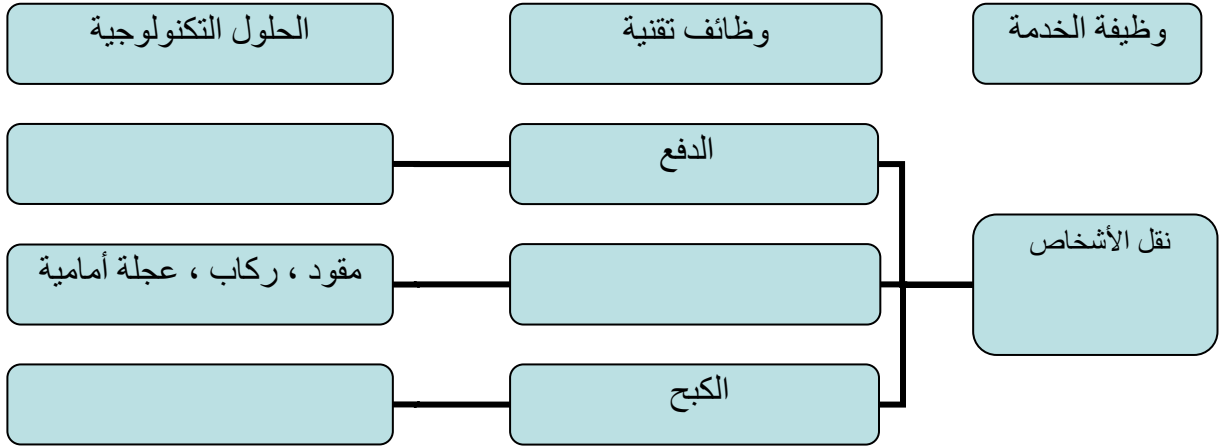 وظيفة الخدمة
وظائف تقنية
الحلول التكنولوجية
الدفع
نقل الأشخاص
مقود ، ركاب ، عجلة أمامية
الكبح